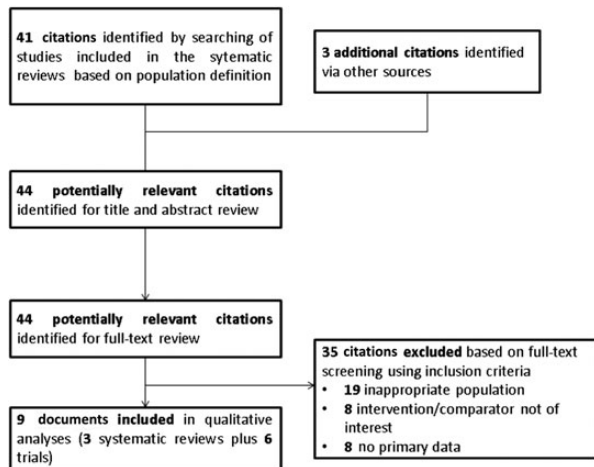 41 citations identified by searching of
studies included in the sytematic
reviews based on population definition
3 additional citations identified
via other sources
44 potentially relevant citations
identified for title and abstract review
44 potentially relevant citations
identified for full-text review
35 citations excluded based on full-text
screening using inclusion criteria
• 19 inappropriate population
• 8 intervention/comparator not of
interest
• 8 no primary data
9 documents included in qualitative
analyses (3 systematic reviews plus 6
trials)